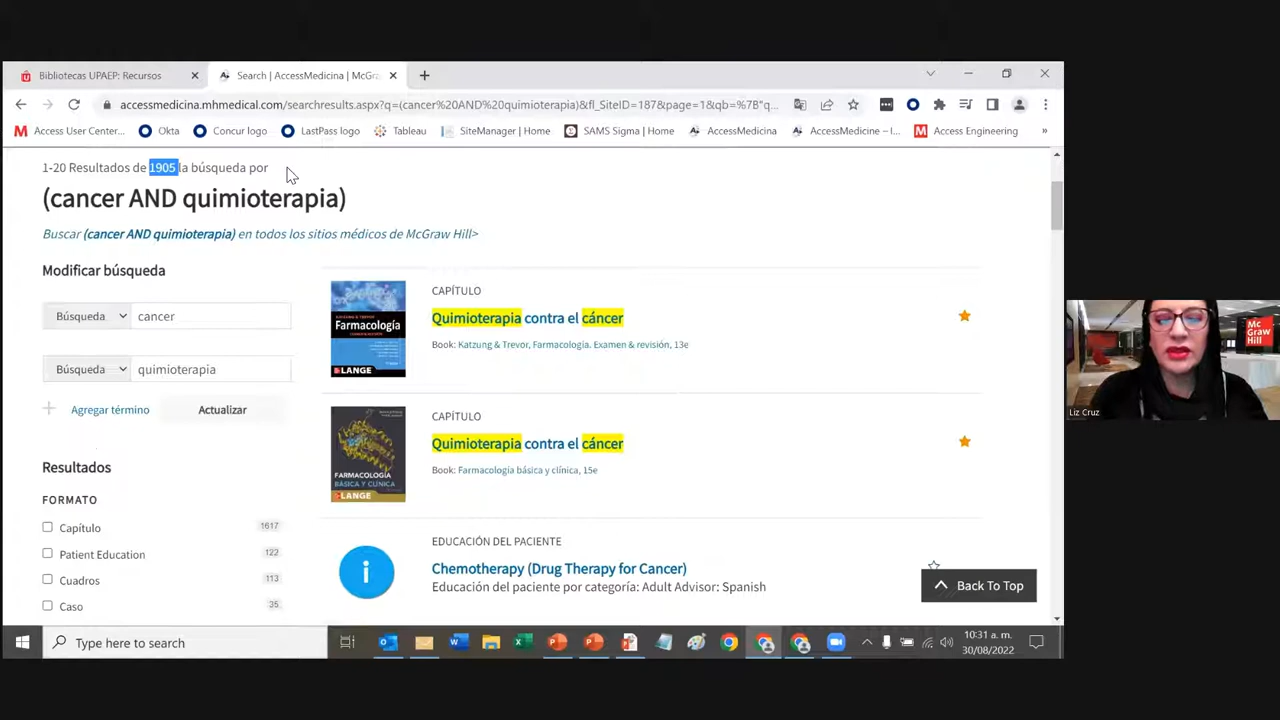 Bibliotecas UPAEP: Recursos
Search | AccessMedicina | McGra
accessmedicina.mhmedical.com/searchresults.aspx?q=(cancer%20AND%20quimioterapia)&fl_SiteID=187&page=1&qb=%7B"q...
Access User Center...
Okta
Concur logo
LastPass logo
Tableau
SiteManager | Home
SAMS Sigma | Home
AccessMedicina
AccessMedicine – I...
Access Engineering
»
1-20 Resultados de 1905 la búsqueda por
(cancer AND quimioterapia)
Buscar (cancer AND quimioterapia) en todos los sitios médicos de McGraw Hill>
Modificar búsqueda
Búsqueda
cancer
Búsqueda
quimioterapia
Agregar término
Actualizar
Resultados
FORMATO
Capítulo
1617
Patient Education
122
Cuadros
113
Caso
35
KATZUNG & TREVOR
Farmacología
LANGE
CAPÍTULO
Quimioterapia contra el cáncer
Book: Katzung & Trevor, Farmacología. Examen & revisión, 13e
FARMACOLOGÍA
BÁSICA Y CLÍNICA
LANGE
CAPÍTULO
Quimioterapia contra el cáncer
Book: Farmacología básica y clínica, 15e
i
EDUCACIÓN DEL PACIENTE
Chemotherapy (Drug Therapy for Cancer)
Educación del paciente por categoría: Adult Advisor: Spanish
Back To Top
Type here to search
10:31 a. m.
30/08/2022
Mc
Graw
Hill
Liz Cruz